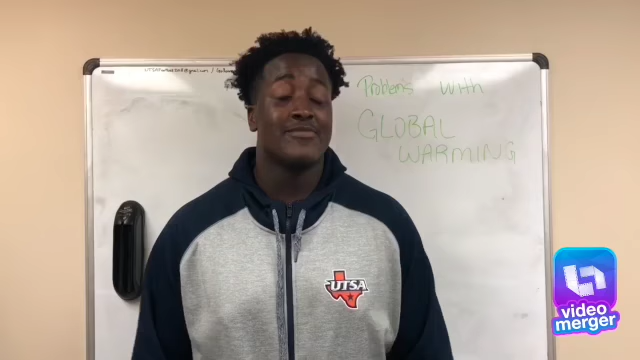 Problems with
GLOBAL
WARMING
UTSA
video
merger